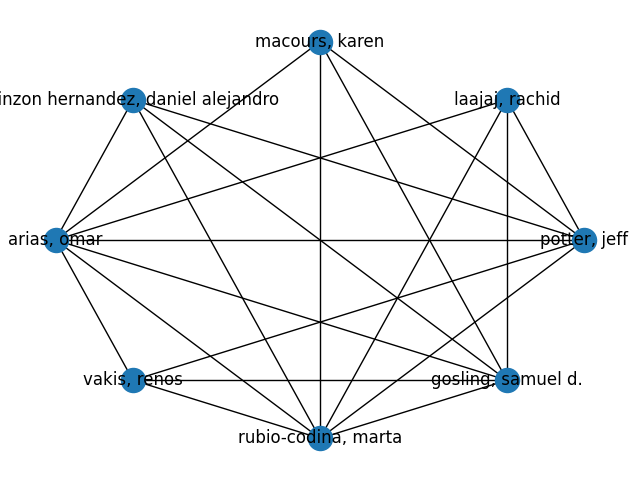 macours, karen
inzon hernandez, daniel alejandro
laajaj, rachid
arias, omar
potter, jeff
vakis, renos
gosling, samuel d.
rubio-codina, marta